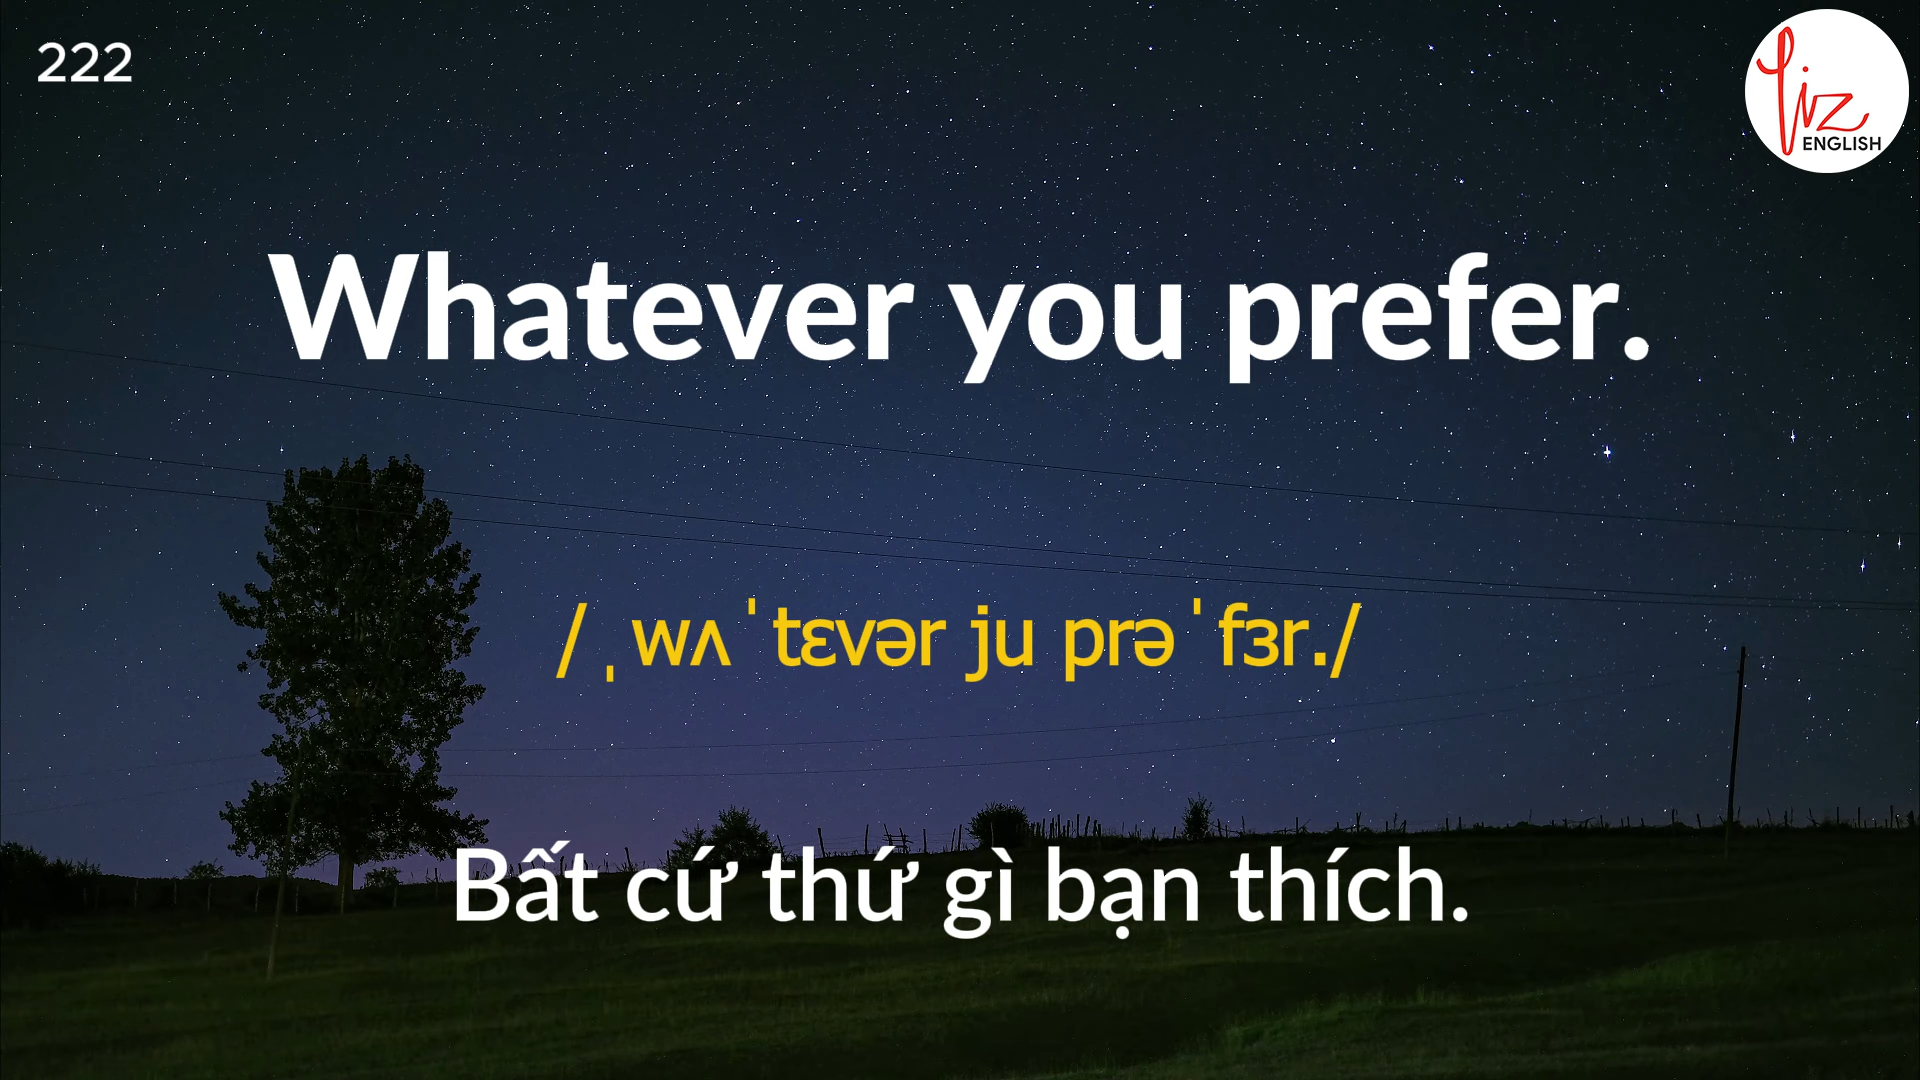 222
Liz
ENGLISH
Whatever you prefer.
/ˌwʌˈtɛvər ju prəˈfɜr./
Bất cứ thứ gì bạn thích.